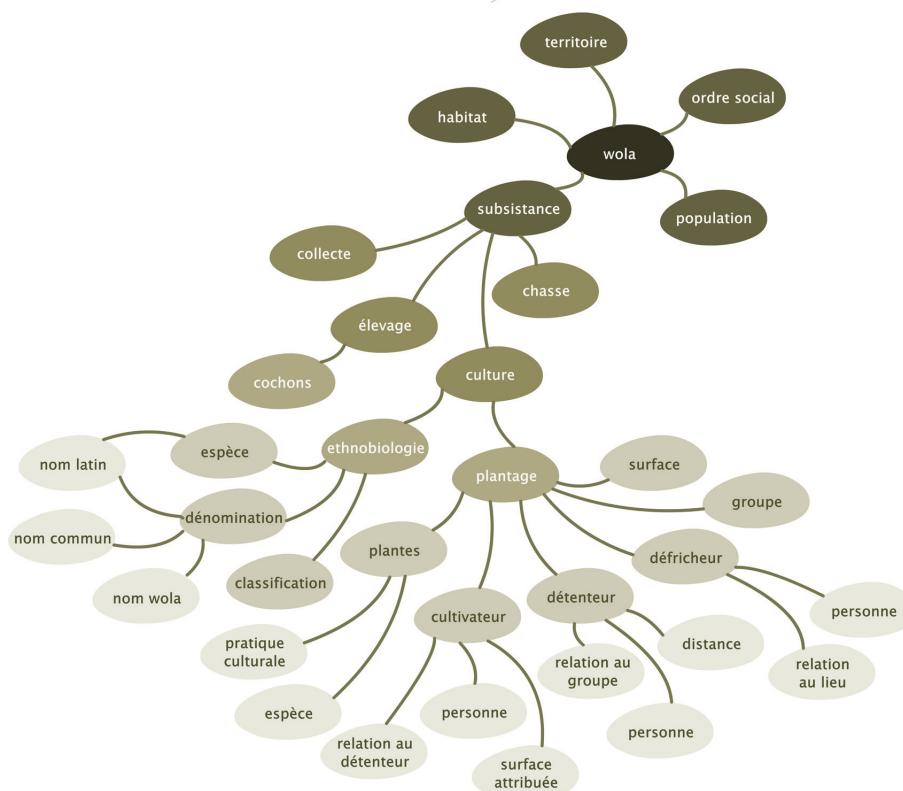 territoire
ordre social
habitat
wola
subsistance
population
collecte
chasse
élevage
cochons
culture
ethnobiologie
espèce
nom latin
surface
plantage
groupe
dénomination
nom commun
plantes
défricheur
classification
nom wola
détenteur
cultivateur
personne
pratique
culturale
distance
relation au
groupe
relation
au lieu
espèce
personne
personne
relation au
détenteur
surface
attribuée